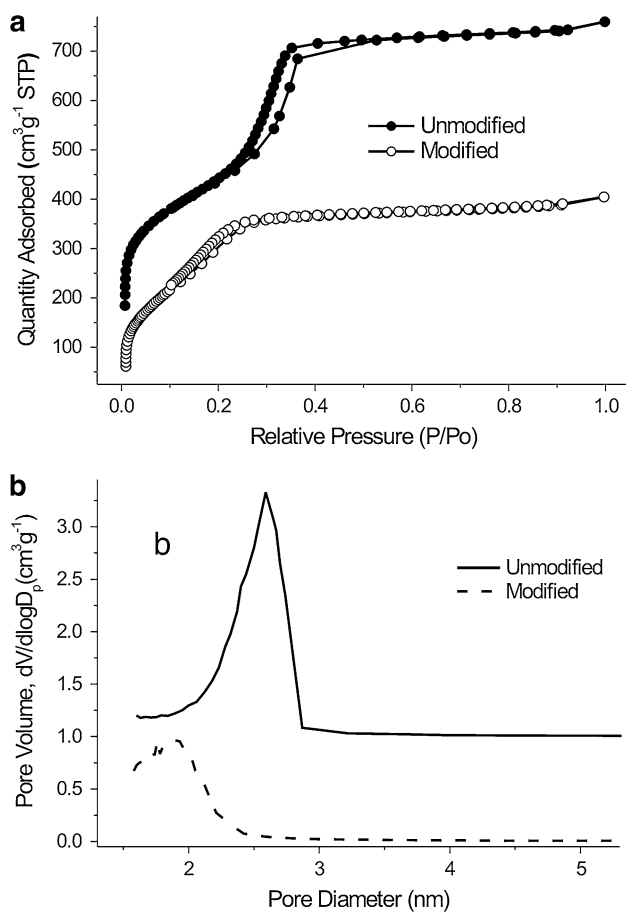 a
700
600
500
400
300
200
100
Quantity Adsorbed (cm³g⁻¹ STP)
Unmodified
Modified
0.0 0.2 0.4 0.6 0.8 1.0
Relative Pressure (P/Po)
b
b
3.0
2.5
2.0
1.5
1.0
0.5
0.0
Pore Volume, dV/dlogDₚ(cm³g⁻¹)
Unmodified
Modified
2 3 4 5
Pore Diameter (nm)